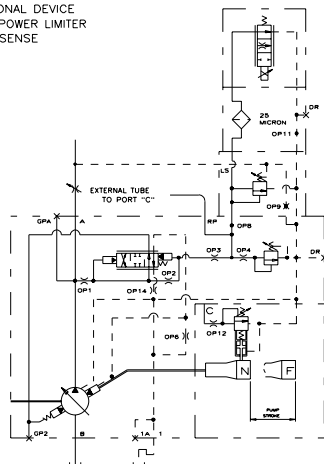 ONAL DEVICE
POWER LIMITER
SENSE
25
MICRON
DR
OP11
LS
EXTERNAL TUBE
TO PORT "C"
OP9
GPA
A
RP
OP8
OP3
OP4
DR
OP2
OP1
OP14
C
OP12
OP6
N
F
PUMP
STROKE
GP2
B
1A
1